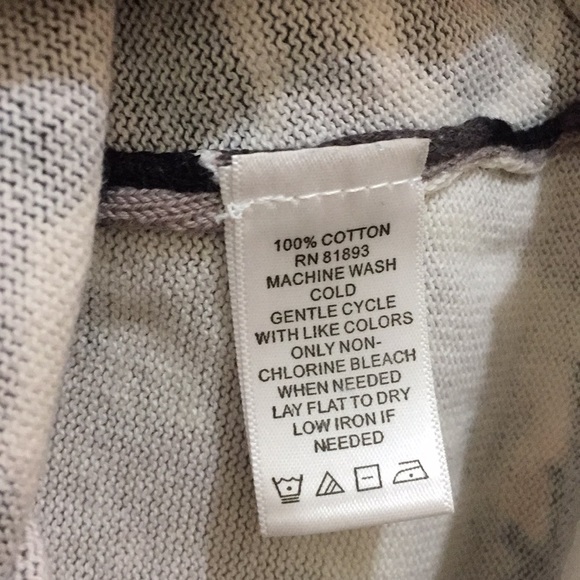 100% COTTON
RN 81893
MACHINE WASH
COLD
GENTLE CYCLE
WITH LIKE COLORS
ONLY NON-
CHLORINE BLEACH
WHEN NEEDED
LAY FLAT TO DRY
LOW IRON IF
NEEDED